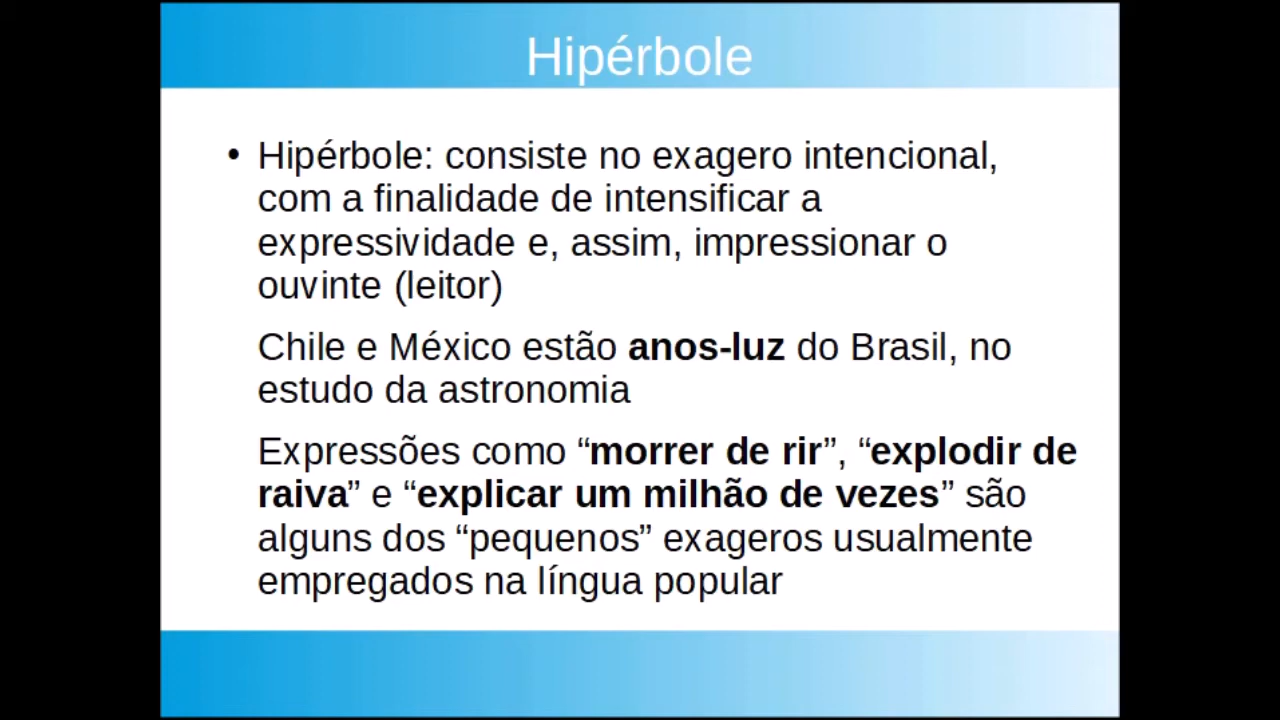 Hipérbole
• Hipérbole: consiste no exagero intencional,
com a finalidade de intensificar a
expressividade e, assim, impressionar o
ouvinte (leitor)
Chile e México estão anos-luz do Brasil, no
estudo da astronomia
Expressões como “morrer de rir”, “explodir de
raiva” e “explicar um milhão de vezes” são
alguns dos “pequenos” exageros usualmente
empregados na língua popular